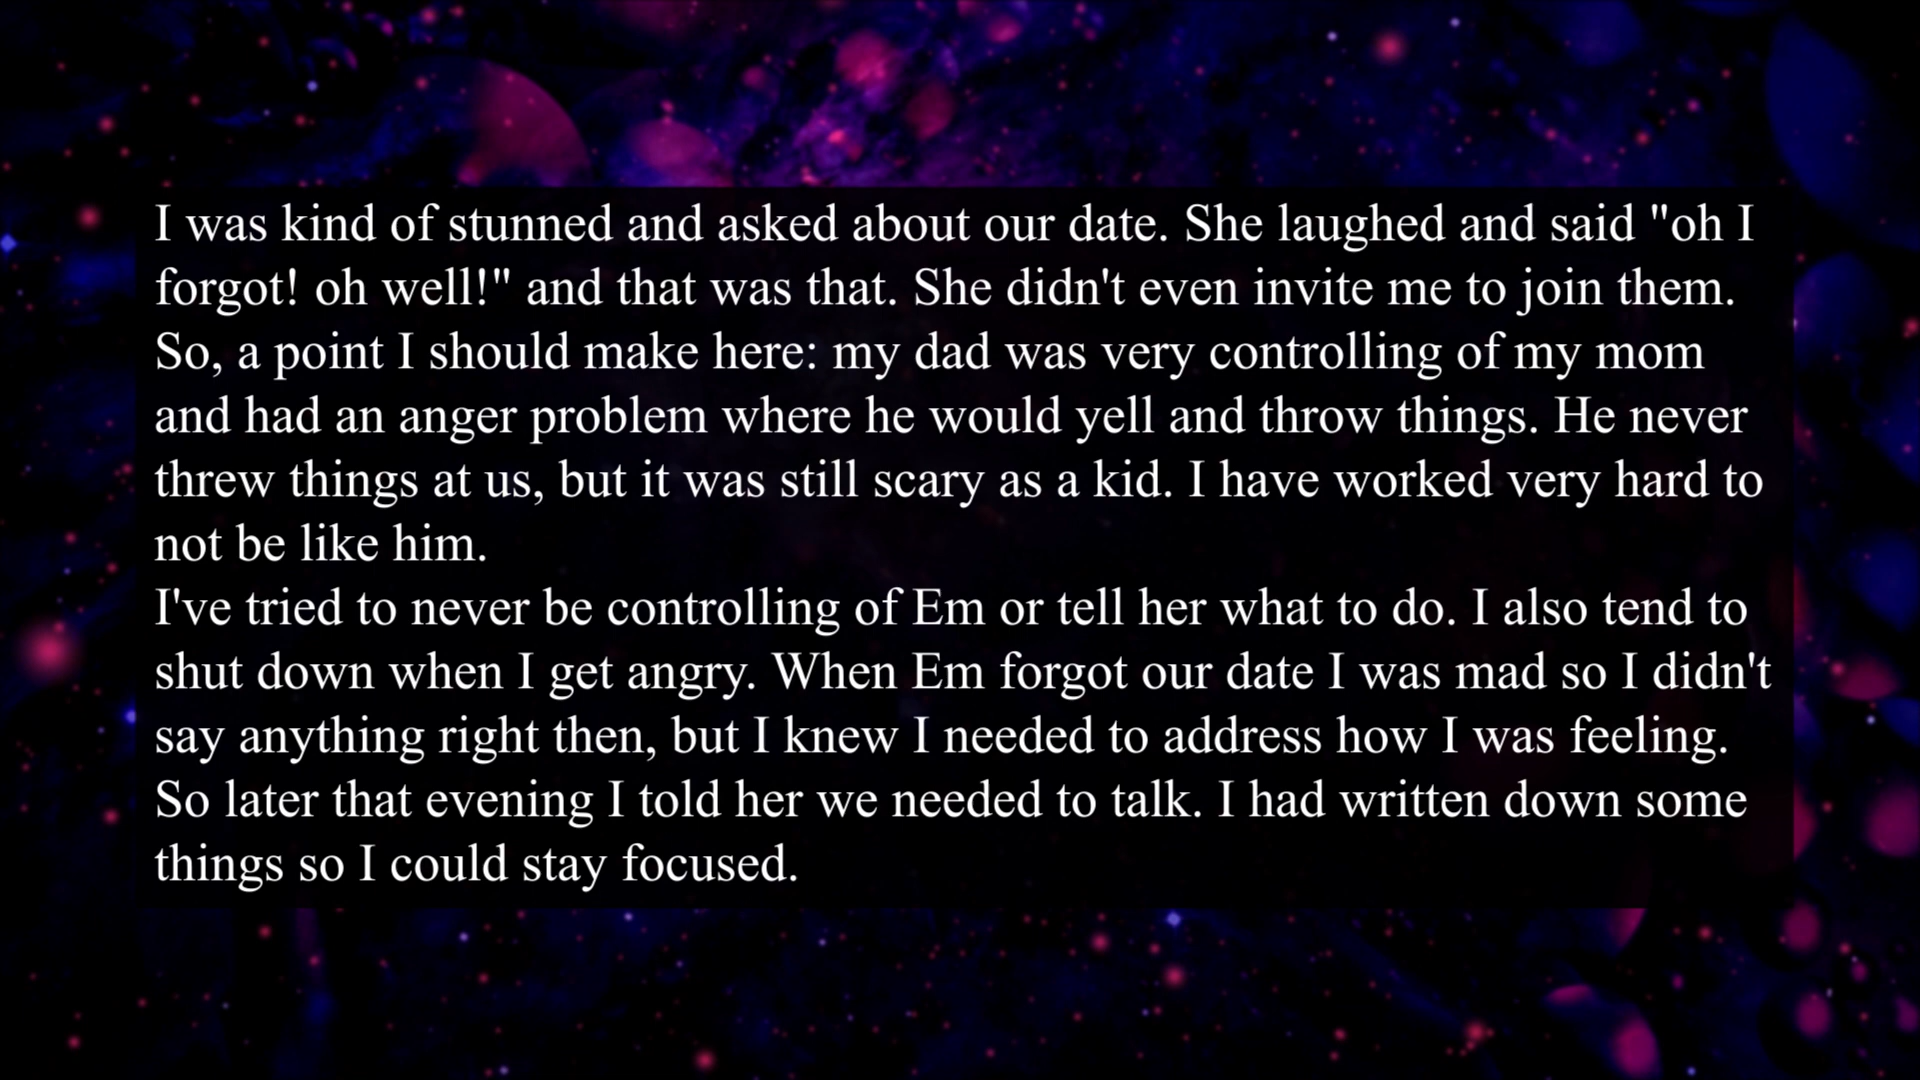 I was kind of stunned and asked about our date. She laughed and said "oh I
forgot! oh well!" and that was that. She didn't even invite me to join them.
So, a point I should make here: my dad was very controlling of my mom
and had an anger problem where he would yell and throw things. He never
threw things at us, but it was still scary as a kid. I have worked very hard to
not be like him.
I've tried to never be controlling of Em or tell her what to do. I also tend to
shut down when I get angry. When Em forgot our date I was mad so I didn't
say anything right then, but I knew I needed to address how I was feeling.
So later that evening I told her we needed to talk. I had written down some
things so I could stay focused.